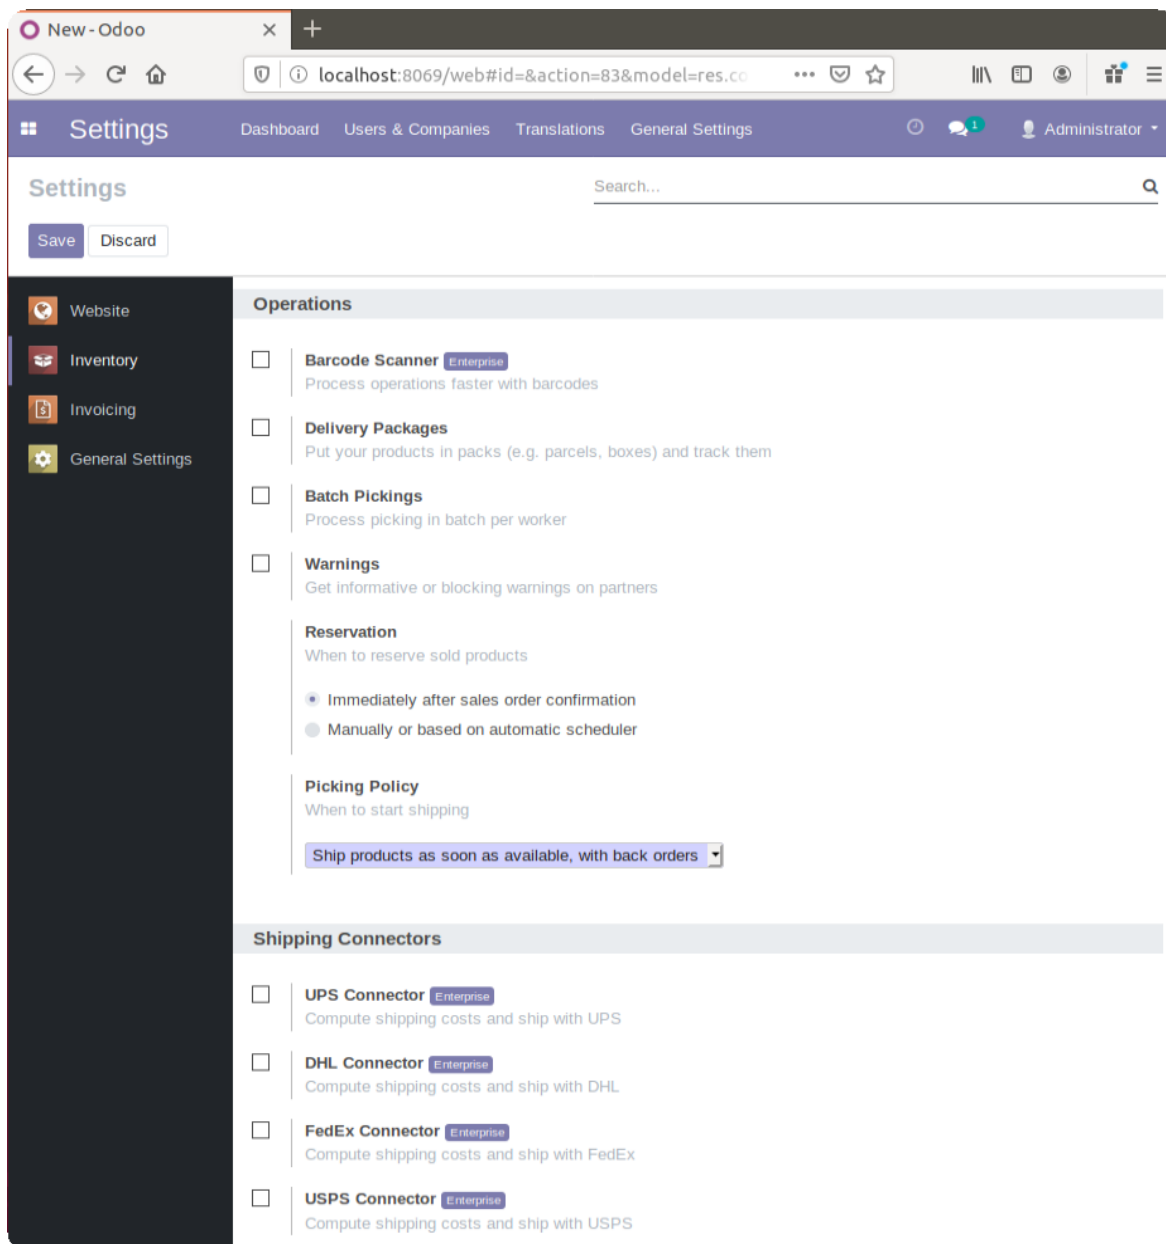 New - Odoo
localhost:8069/web#id=&action=83&model=res.co
Settings Dashboard Users & Companies Translations General Settings 1 Administrator
Settings
Search...
Save Discard
Website
Inventory
Invoicing
General Settings
Operations
Barcode Scanner Enterprise
Process operations faster with barcodes
Delivery Packages
Put your products in packs (e.g. parcels, boxes) and track them
Batch Pickings
Process picking in batch per worker
Warnings
Get informative or blocking warnings on partners
Reservation
When to reserve sold products
Immediately after sales order confirmation
Manually or based on automatic scheduler
Picking Policy
When to start shipping
Ship products as soon as available, with back orders
Shipping Connectors
UPS Connector Enterprise
Compute shipping costs and ship with UPS
DHL Connector Enterprise
Compute shipping costs and ship with DHL
FedEx Connector Enterprise
Compute shipping costs and ship with FedEx
USPS Connector Enterprise
Compute shipping costs and ship with USPS